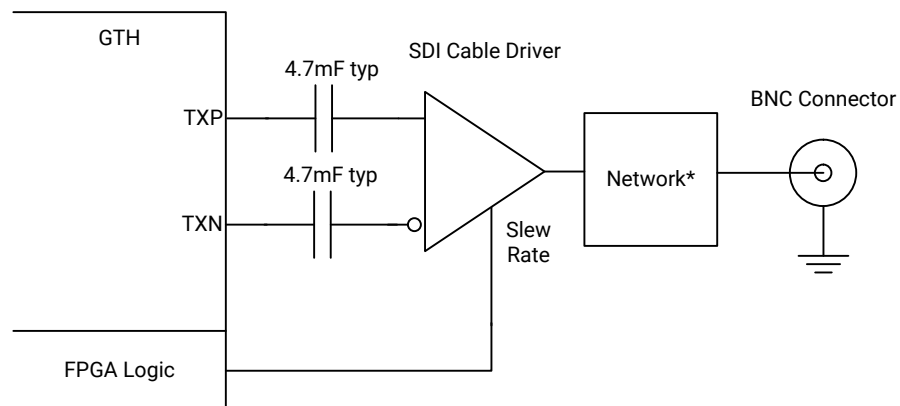 GTH
SDI Cable Driver
4.7mF typ
BNC Connector
TXP
4.7mF typ
Network*
TXN
Slew
Rate
FPGA Logic